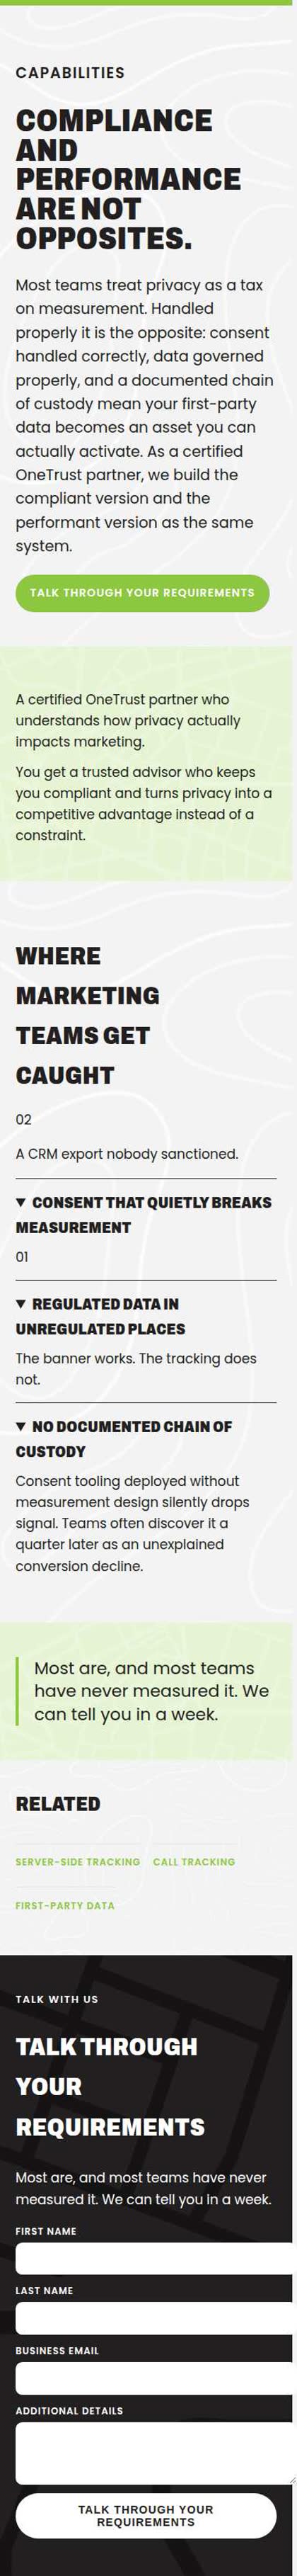 CAPABILITIES
COMPLIANCE
AND
PERFORMANCE
ARE NOT
OPPOSITES.
Most teams treat privacy as a tax
on measurement. Handled
properly it is the opposite: consent
handled correctly, data governed
properly, and a documented chain
of custody mean your first-party
data becomes an asset you can
actually activate. As a certified
OneTrust partner, we build the
compliant version and the
performant version as the same
system.
TALK THROUGH YOUR REQUIREMENTS
A certified OneTrust partner who
understands how privacy actually
impacts marketing.
You get a trusted advisor who keeps
you compliant and turns privacy into a
competitive advantage instead of a
constraint.
WHERE
MARKETING
TEAMS GET
CAUGHT
02
A CRM export nobody sanctioned.
▼ CONSENT THAT QUIETLY BREAKS
MEASUREMENT
01
▼ REGULATED DATA IN
UNREGULATED PLACES
The banner works. The tracking does
not.
▼ NO DOCUMENTED CHAIN OF
CUSTODY
Consent tooling deployed without
measurement design silently drops
signal. Teams often discover it a
quarter later as an unexplained
conversion decline.
Most are, and most teams
have never measured it. We
can tell you in a week.
RELATED
SERVER-SIDE TRACKING CALL TRACKING
FIRST-PARTY DATA
TALK WITH US
TALK THROUGH
YOUR
REQUIREMENTS
Most are, and most teams have never
measured it. We can tell you in a week.
FIRST NAME
LAST NAME
BUSINESS EMAIL
ADDITIONAL DETAILS
TALK THROUGH YOUR
REQUIREMENTS